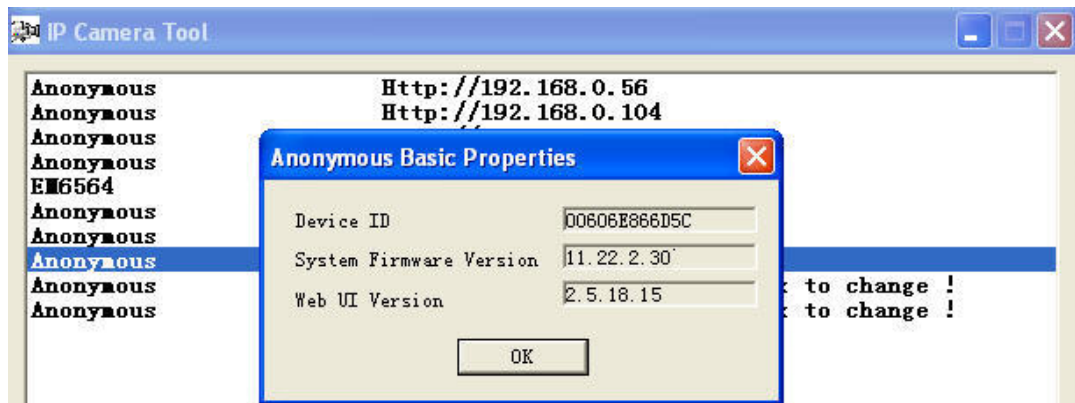 IP Camera Tool
Anonymous Http://192.168.0.56
Anonymous Http://192.168.0.104
Anonymous
Anonymous
EM6564
Anonymous
Anonymous
Anonymous
Anonymous to change !
Anonymous to change !
Anonymous Basic Properties
Device ID 00606E866D5C
System Firmware Version 11.22.2.30
Web UI Version 2.5.18.15
OK